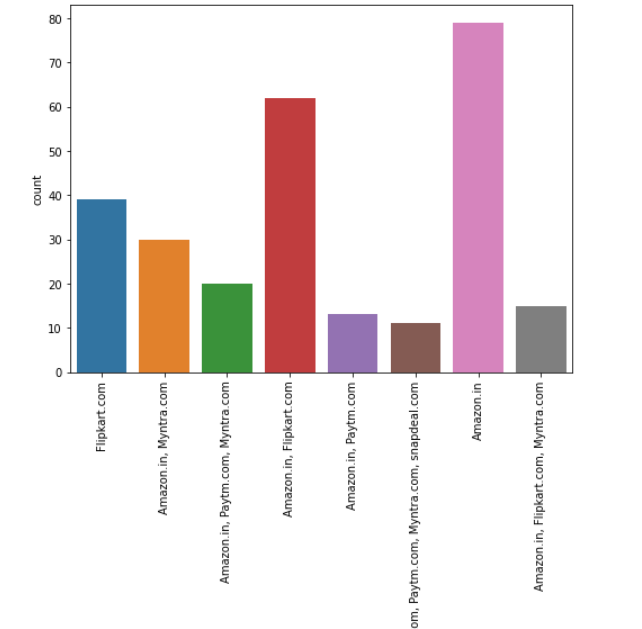 80
70
60
50
40
30
20
10
0
count
Flipkart.com
Amazon.in, Myntra.com
Amazon.in, Paytm.com, Myntra.com
Amazon.in, Flipkart.com
Amazon.in, Paytm.com
om, Paytm.com, Myntra.com, snapdeal.com
Amazon.in
Amazon.in, Flipkart.com, Myntra.com